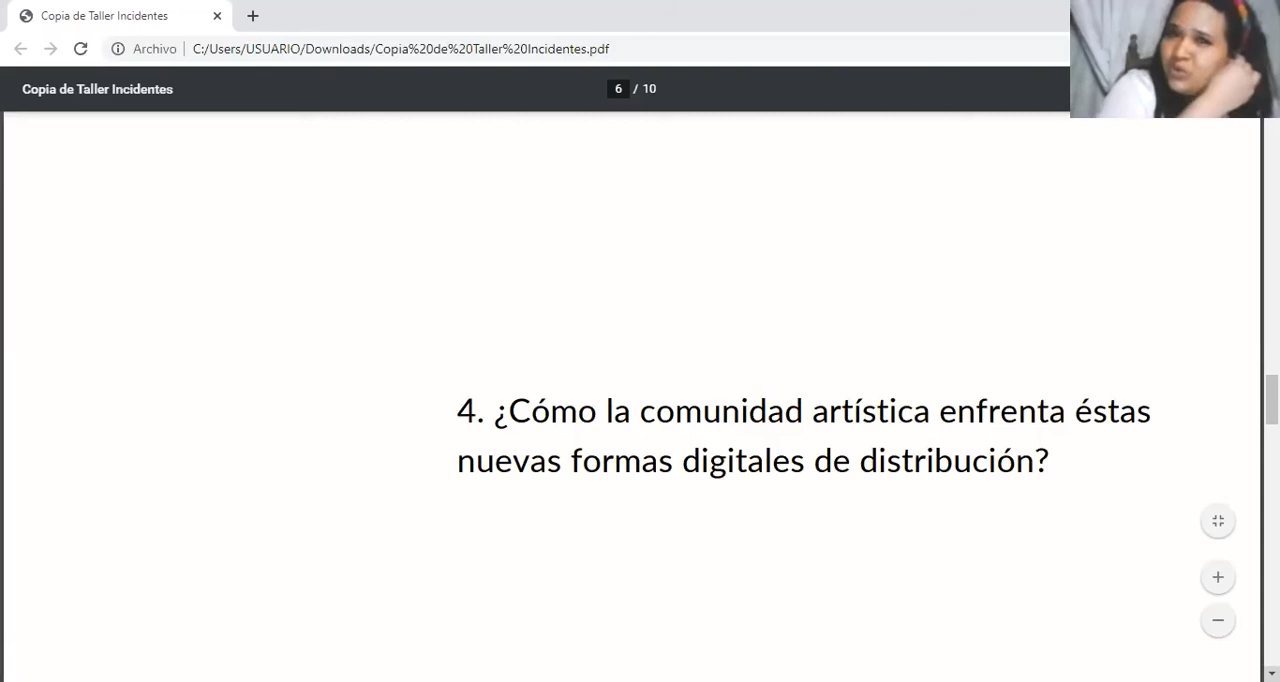 Copia de Taller Incidentes
Archivo C:/Users/USUARIO/Downloads/Copia%20de%20Taller%20Incidentes.pdf
Copia de Taller Incidentes 6 / 10
4. ¿Cómo la comunidad artística enfrenta éstas
nuevas formas digitales de distribución?